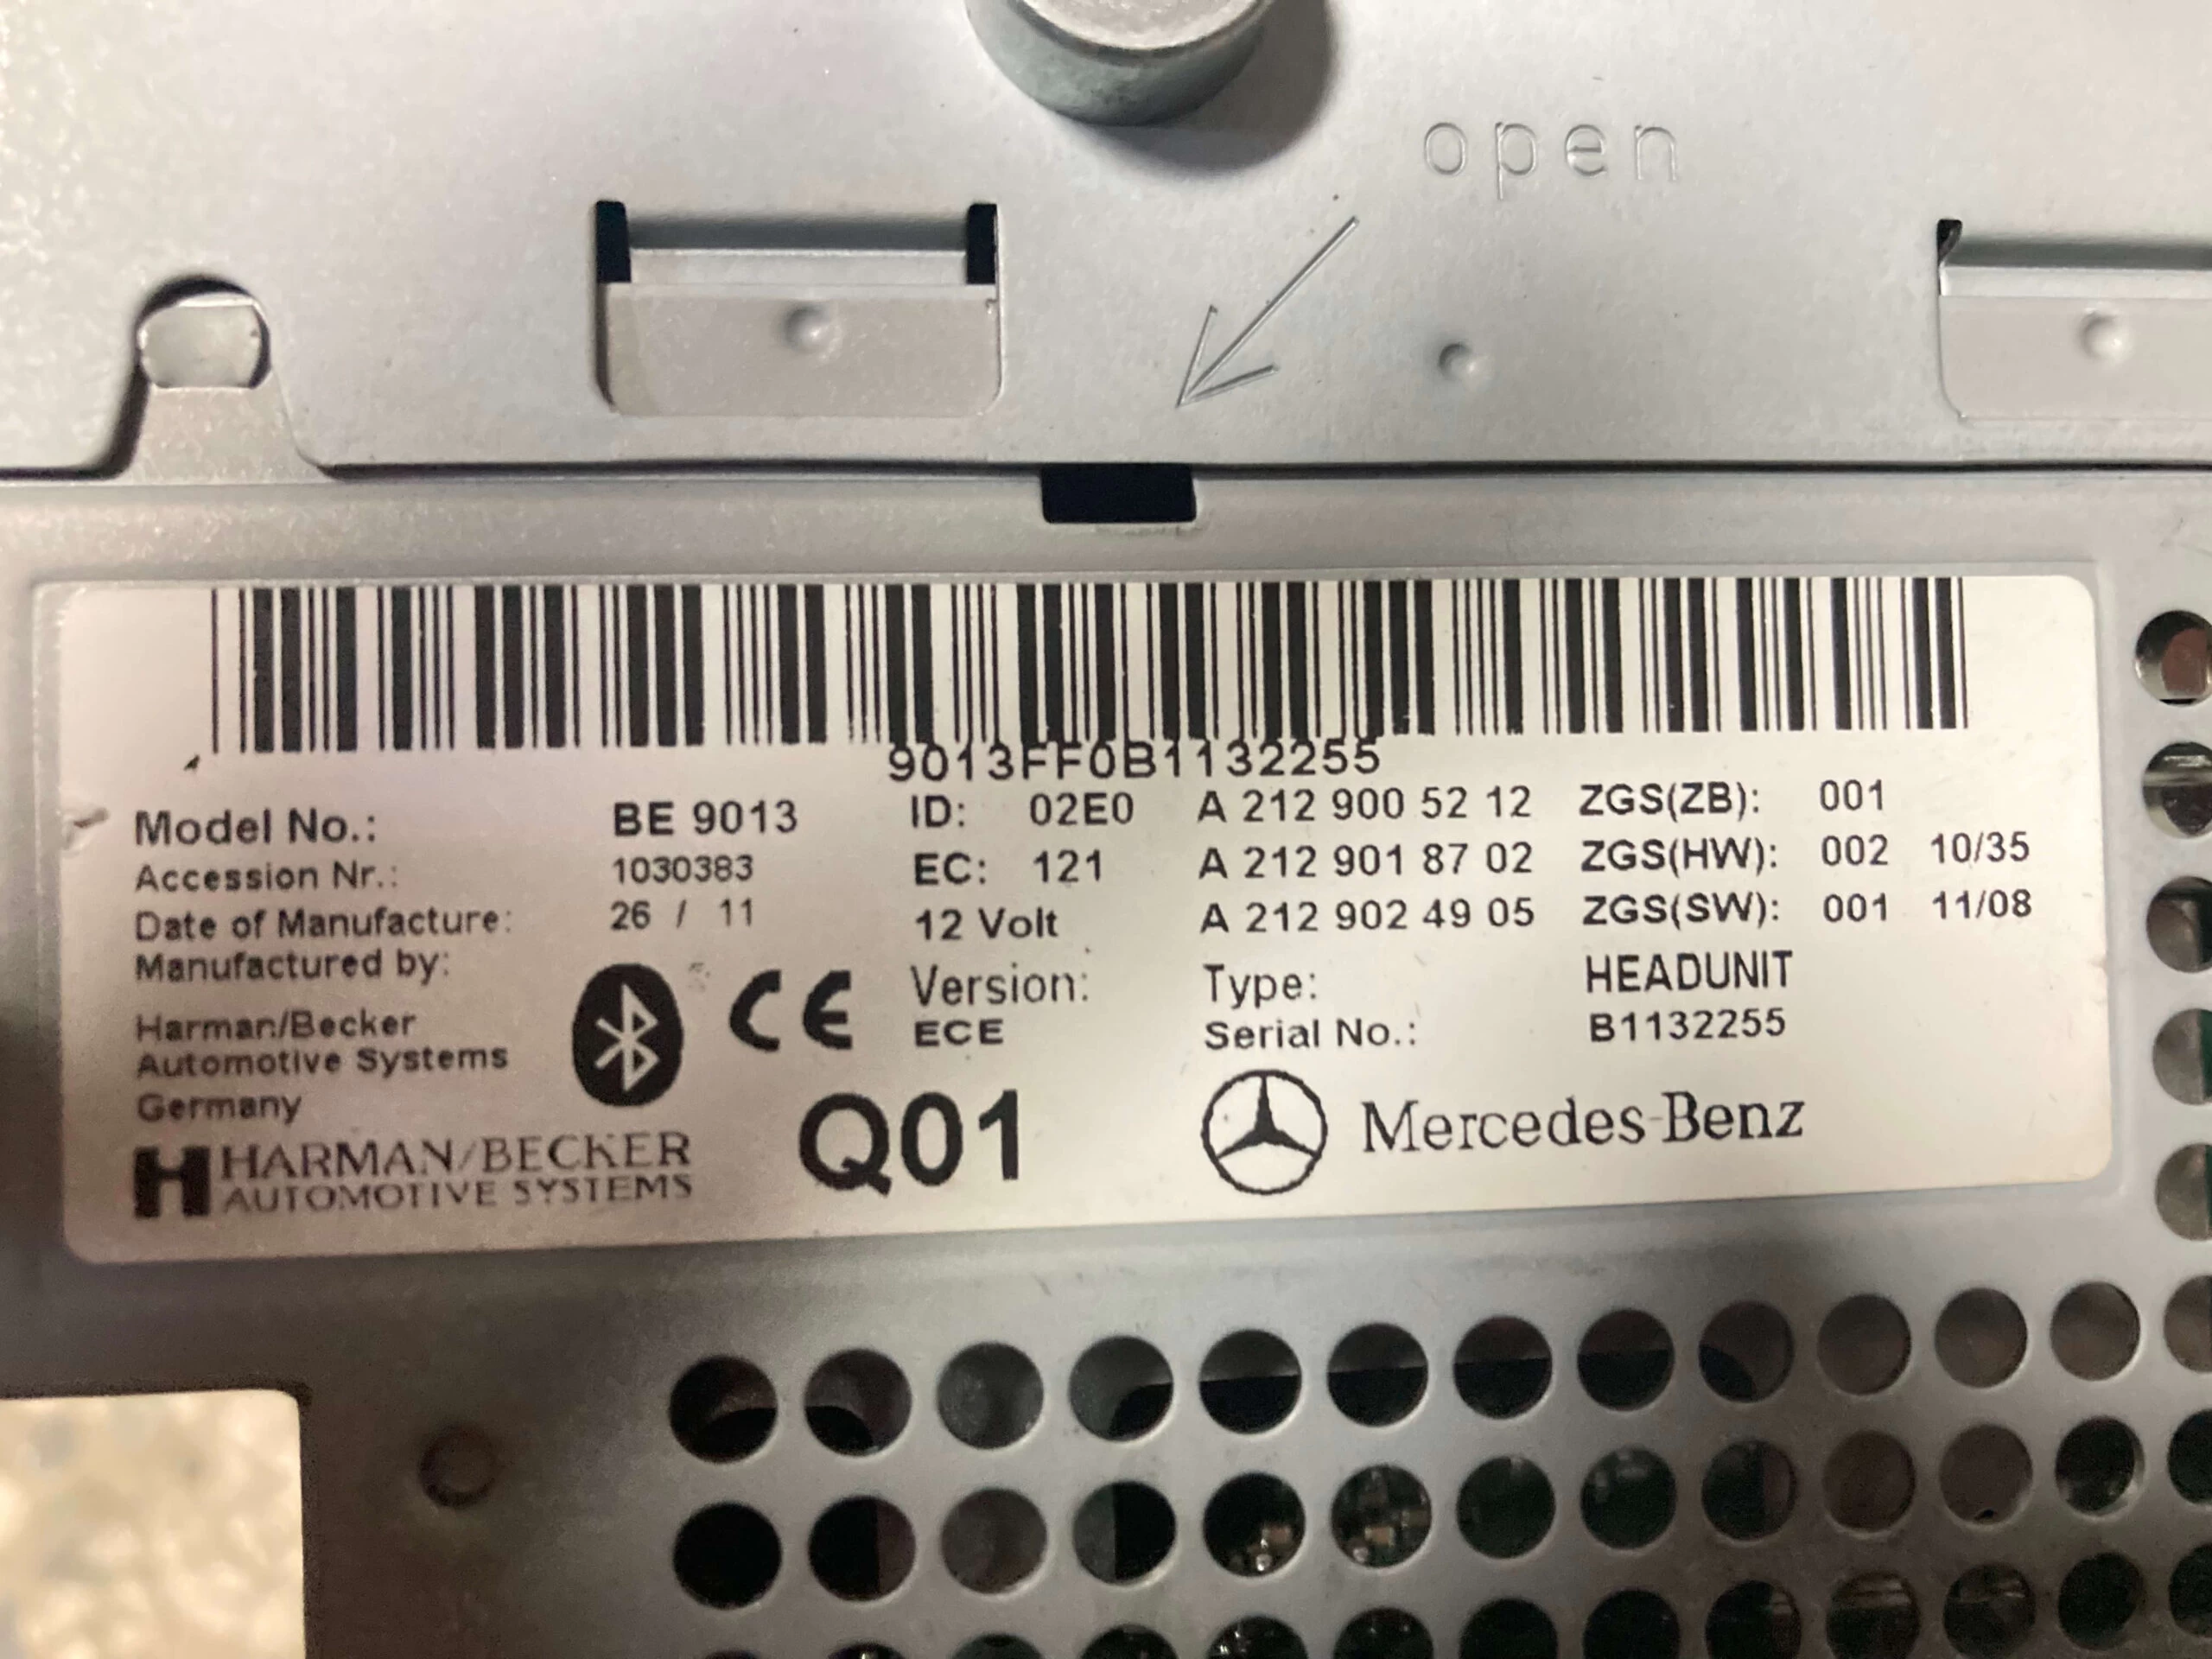 open
9013FF0B1132255
Model No.: BE 9013 ID: 02E0 A 212 900 52 12 ZGS(ZB): 001
Accession Nr.: 1030383 EC: 121 A 212 901 87 02 ZGS(HW): 002 10/35
Date of Manufacture: 26 / 11 12 Volt A 212 902 49 05 ZGS(SW): 001 11/08
Manufactured by: Version: Type: HEADUNIT
Harman/Becker CE ECE Serial No.: B1132255
Automotive Systems
Germany
H HARMAN/BECKER Q01 Mercedes-Benz
AUTOMOTIVE SYSTEMS